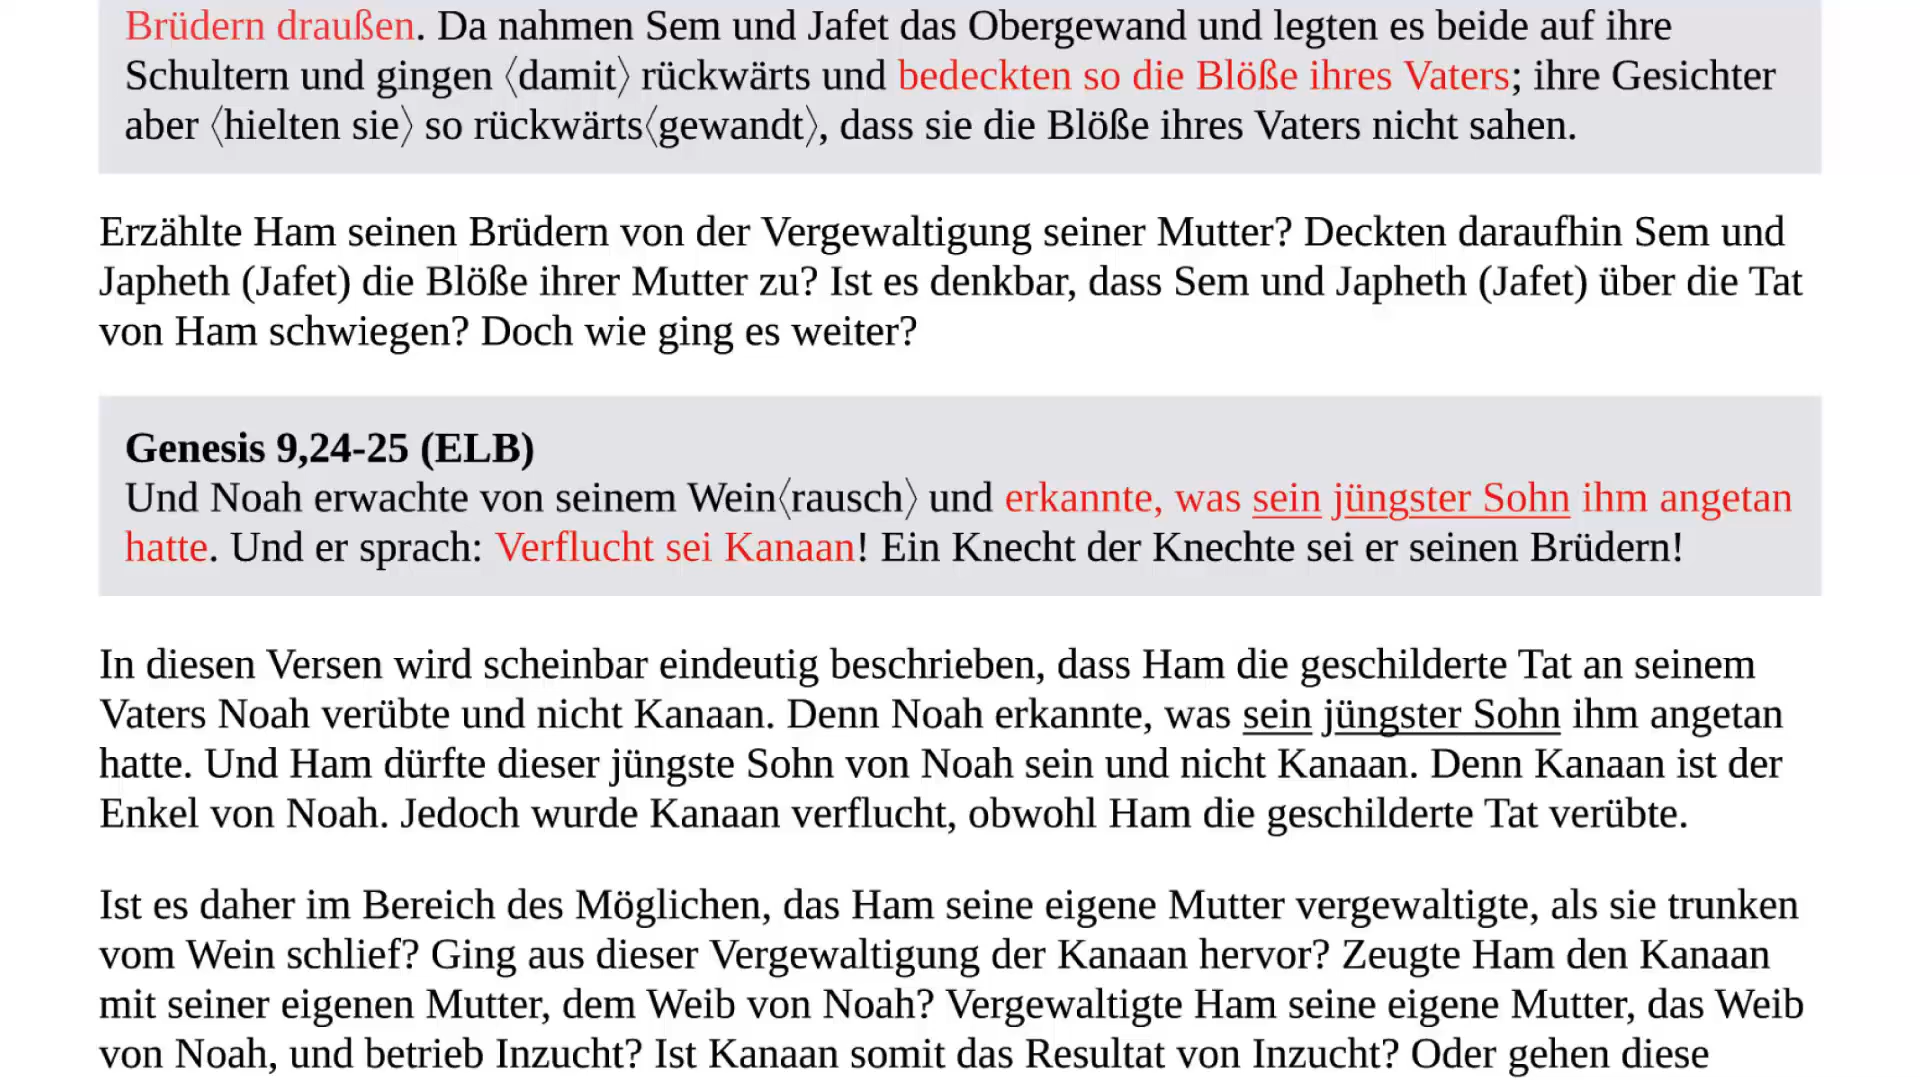 Brüdern draußen. Da nahmen Sem und Jafet das Obergewand und legten es beide auf ihre
Schultern und gingen 〈damit〉 rückwärts und bedeckten so die Blöße ihres Vaters; ihre Gesichter
aber 〈hielten sie〉 so rückwärts〈gewandt〉, dass sie die Blöße ihres Vaters nicht sahen.
Erzählte Ham seinen Brüdern von der Vergewaltigung seiner Mutter? Deckten daraufhin Sem und
Japheth (Jafet) die Blöße ihrer Mutter zu? Ist es denkbar, dass Sem und Japheth (Jafet) über die Tat
von Ham schwiegen? Doch wie ging es weiter?
Genesis 9,24-25 (ELB)
Und Noah erwachte von seinem Wein〈rausch〉 und erkannte, was sein jüngster Sohn ihm angetan
hatte. Und er sprach: Verflucht sei Kanaan! Ein Knecht der Knechte sei er seinen Brüdern!
In diesen Versen wird scheinbar eindeutig beschrieben, dass Ham die geschilderte Tat an seinem
Vaters Noah verübte und nicht Kanaan. Denn Noah erkannte, was sein jüngster Sohn ihm angetan
hatte. Und Ham dürfte dieser jüngste Sohn von Noah sein und nicht Kanaan. Denn Kanaan ist der
Enkel von Noah. Jedoch wurde Kanaan verflucht, obwohl Ham die geschilderte Tat verübte.
Ist es daher im Bereich des Möglichen, das Ham seine eigene Mutter vergewaltigte, als sie trunken
vom Wein schlief? Ging aus dieser Vergewaltigung der Kanaan hervor? Zeugte Ham den Kanaan
mit seiner eigenen Mutter, dem Weib von Noah? Vergewaltigte Ham seine eigene Mutter, das Weib
von Noah, und betrieb Inzucht? Ist Kanaan somit das Resultat von Inzucht? Oder gehen diese